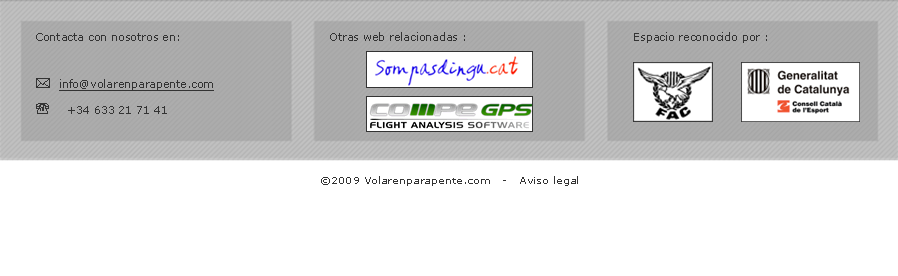 Contacta con nosotros en:
info@volarenparapente.com
+34 633 21 71 41
Otras web relacionadas :
Sompasdingu.cat
COMPE GPS
FLIGHT ANALYSIS SOFTWARE
Espacio reconocido por :
FAC
Generalitat
de Catalunya
Consell Català
de l'Esport
©2009 Volarenparapente.com - Aviso legal